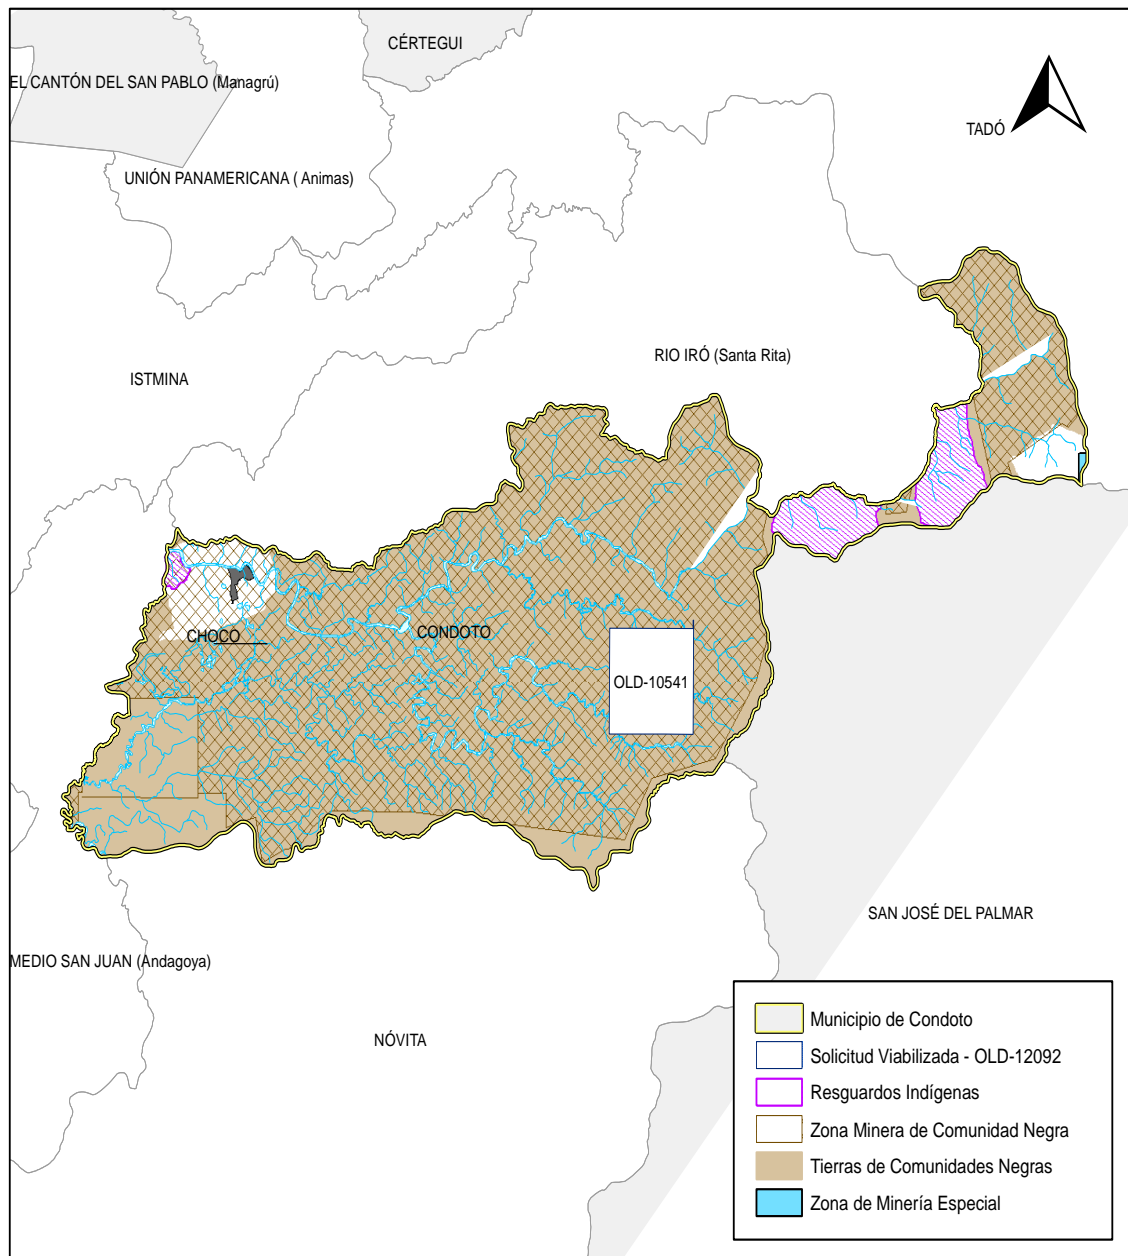 CÉRTEGUI
EL CANTÓN DEL SAN PABLO (Managrú)
TADÓ
UNIÓN PANAMERICANA ( Animas)
RIO IRÓ (Santa Rita)
ISTMINA
CHOCO
CONDOTO
OLD-10541
SAN JOSÉ DEL PALMAR
MEDIO SAN JUAN (Andagoya)
NÓVITA
Municipio de Condoto
Solicitud Viabilizada - OLD-12092
Resguardos Indígenas
Zona Minera de Comunidad Negra
Tierras de Comunidades Negras
Zona de Minería Especial